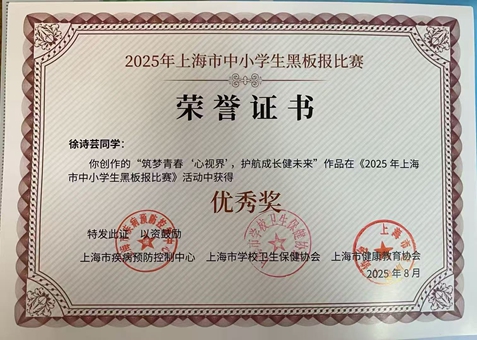 2025年上海市中小学生黑板报比赛
荣誉证书
徐诗芸同学：
你创作的“筑梦青春 ‘心视界’，护航成长健未来”作品在《2025年上海
市中小学生黑板报比赛》活动中获得
优秀奖
特发此证 以资鼓励
上海市疾病预防控制中心 上海市学校卫生保健协会 上海市健康教育协会
2025年8月